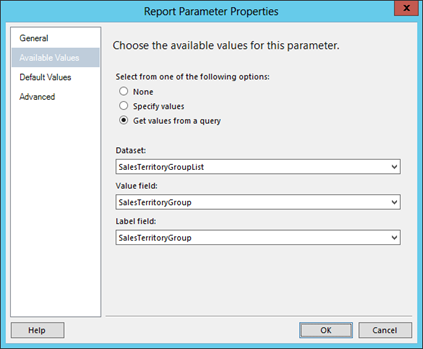 Report Parameter Properties
x
General
Available Values
Default Values
Advanced
Choose the available values for this parameter.
Select from one of the following options:
None
Specify values
Get values from a query
Dataset:
SalesTerritoryGroupList
Value field:
SalesTerritoryGroup
Label field:
SalesTerritoryGroup
Help
OK
Cancel